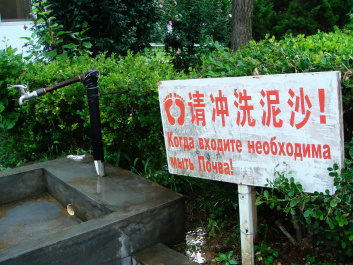 请冲洗泥沙!
Когда входите необходима
мыть Почва!